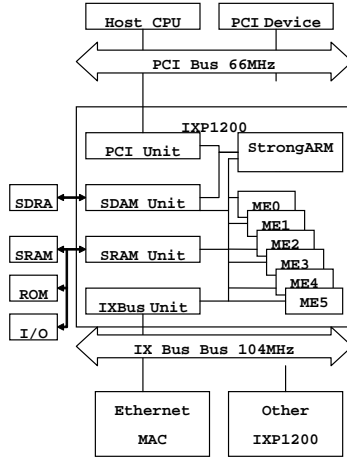 Host CPU
PCI Device
PCI Bus 66MHz
IXP1200
PCI Unit
StrongARM
SDRA
SDAM Unit
ME0
ME1
SRAM
SRAM Unit
ME2
ME3
ROM
ME4
IXBus Unit
ME5
I/O
IX Bus Bus 104MHz
Ethernet
MAC
Other
IXP1200